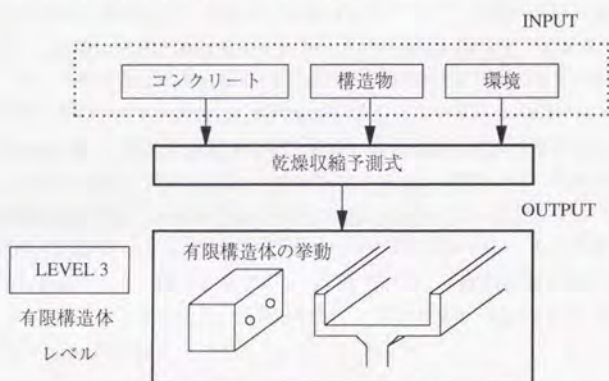 INPUT
コンクリート
構造物
環境
乾燥収縮予測式
OUTPUT
有限構造体の挙動
LEVEL 3
有限構造体
レベル